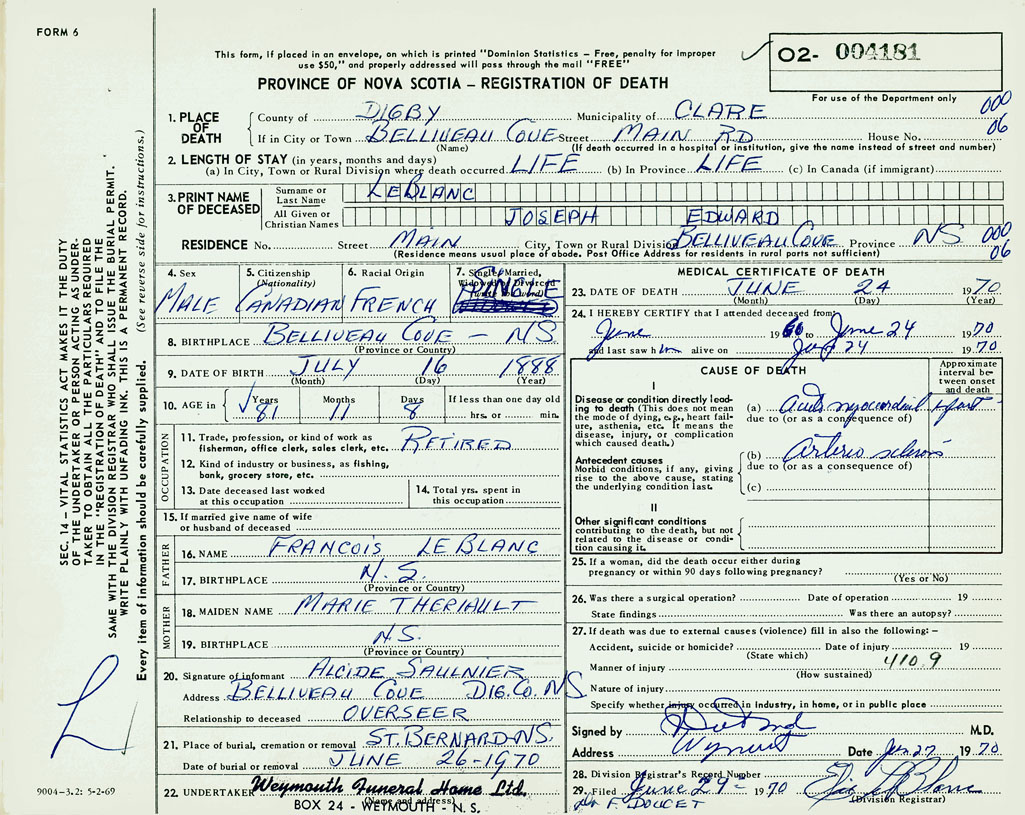 FORM 6
This form, if placed in an envelope, on which is printed "Dominion Statistics – Free, penalty for improper
use $50," and properly addressed will pass through the mail "FREE"
O2- 004181
PROVINCE OF NOVA SCOTIA – REGISTRATION OF DEATH
For use of the Department only
000
06
1. PLACE OF DEATH
County of DIGBY Municipality of CLARE
If in City or Town BELLIVEAU COVE Street MAIN RD House No.
(Name) (If death occurred in a hospital or institution, give the name instead of street and number)
2. LENGTH OF STAY (in years, months and days)
(a) In City, Town or Rural Division where death occurred LIFE (b) In Province LIFE (c) In Canada (if immigrant)
3. PRINT NAME OF DECEASED
Surname or Last Name LEBLANC
All Given or Christian Names JOSEPH EDWARD
RESIDENCE No. Street MAIN City, Town or Rural Division BELLIVEAU COVE Province NS
(Residence means usual place of abode. Post Office Address for residents in rural parts not sufficient)
000
06
4. Sex MALE
5. Citizenship (Nationality) CANADIAN
6. Racial Origin FRENCH
7. Single, Married, Widowed or Divorced (write the word) SINGLE
8. BIRTHPLACE BELLIVEAU COVE – NS
(Province or Country)
9. DATE OF BIRTH JULY 16 1888
(Month) (Day) (Year)
10. AGE in Years 81 Months 11 Days 8 If less than one day old hrs. or min.
OCCUPATION
11. Trade, profession, or kind of work as
fisherman, office clerk, sales clerk, etc. RETIRED
12. Kind of industry or business, as fishing,
bank, grocery store, etc.
13. Date deceased last worked
at this occupation
14. Total yrs. spent in
this occupation
15. If married give name of wife
or husband of deceased
FATHER
16. NAME FRANCOIS LE BLANC
17. BIRTHPLACE N.S.
(Province or Country)
MOTHER
18. MAIDEN NAME MARIE THERIAULT
19. BIRTHPLACE N.S.
(Province or Country)
20. Signature of informant ALCIDE SAULNIER
Address BELLIVEAU COVE DIG. CO. NS
Relationship to deceased OVERSEER
21. Place of burial, cremation or removal ST. BERNARD-NS.
Date of burial or removal JUNE 26-1970
22. UNDERTAKER Weymouth Funeral Home Ltd.
(Name and address)
BOX 24 - WEYMOUTH - N. S.
MEDICAL CERTIFICATE OF DEATH
23. DATE OF DEATH JUNE 24 1970
(Month) (Day) (Year)
24. I HEREBY CERTIFY that I attended deceased from
June 1960 to June 24 1970
and last saw him alive on June 24 1970
CAUSE OF DEATH
Approximate interval between onset and death
I
Disease or condition directly leading to death (This does not mean the mode of dying, e.g., heart failure, asthenia, etc. It means the disease, injury, or complication which caused death.)
(a) Acute myocardial
due to (or as a consequence of)
Antecedent causes
Morbid conditions, if any, giving rise to the above cause, stating the underlying condition last.
(b) Arterio sclerosis
due to (or as a consequence of)
(c)
II
Other significant conditions
contributing to the death, but not related to the disease or condition causing it.
25. If a woman, did the death occur either during
pregnancy or within 90 days following pregnancy?
(Yes or No)
26. Was there a surgical operation? Date of operation 19
State findings Was there an autopsy?
27. If death was due to external causes (violence) fill in also the following: –
Accident, suicide or homicide? Date of injury 19
(State which)
Manner of injury 410.9
(How sustained)
Nature of injury
Specify whether injury occurred in industry, in home, or in public place
Signed by M.D.
Address Date 27 1970
28. Division Registrar's Record Number
29. Filed June 29 – 1970
(Division Registrar)
Dr F. DOUCET
SEC. 14 – VITAL STATISTICS ACT MAKES IT THE DUTY
OF THE UNDERTAKER OR PERSON ACTING AS UNDER-
TAKER TO OBTAIN ALL THE PARTICULARS REQUIRED
IN THE "REGISTRATION OF DEATH" AND TO FILE THE
SAME WITH THE DIVISION REGISTRAR WHO SHALL ISSUE THE BURIAL PERMIT.
WRITE PLAINLY WITH UNFADING INK. THIS IS A PERMANENT RECORD.
Every item of information should be carefully supplied. (See reverse side for instructions.)
L
9004-3.2: 5-2-69